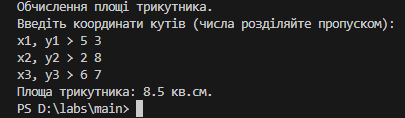 Обчислення площі трикутника.
Введіть координати кутів (числа розділяйте пропуском):
x1, y1 > 5 3
x2, y2 > 2 8
x3, y3 > 6 7
Площа трикутника: 8.5 кв.см.
PS D:\labs\main>